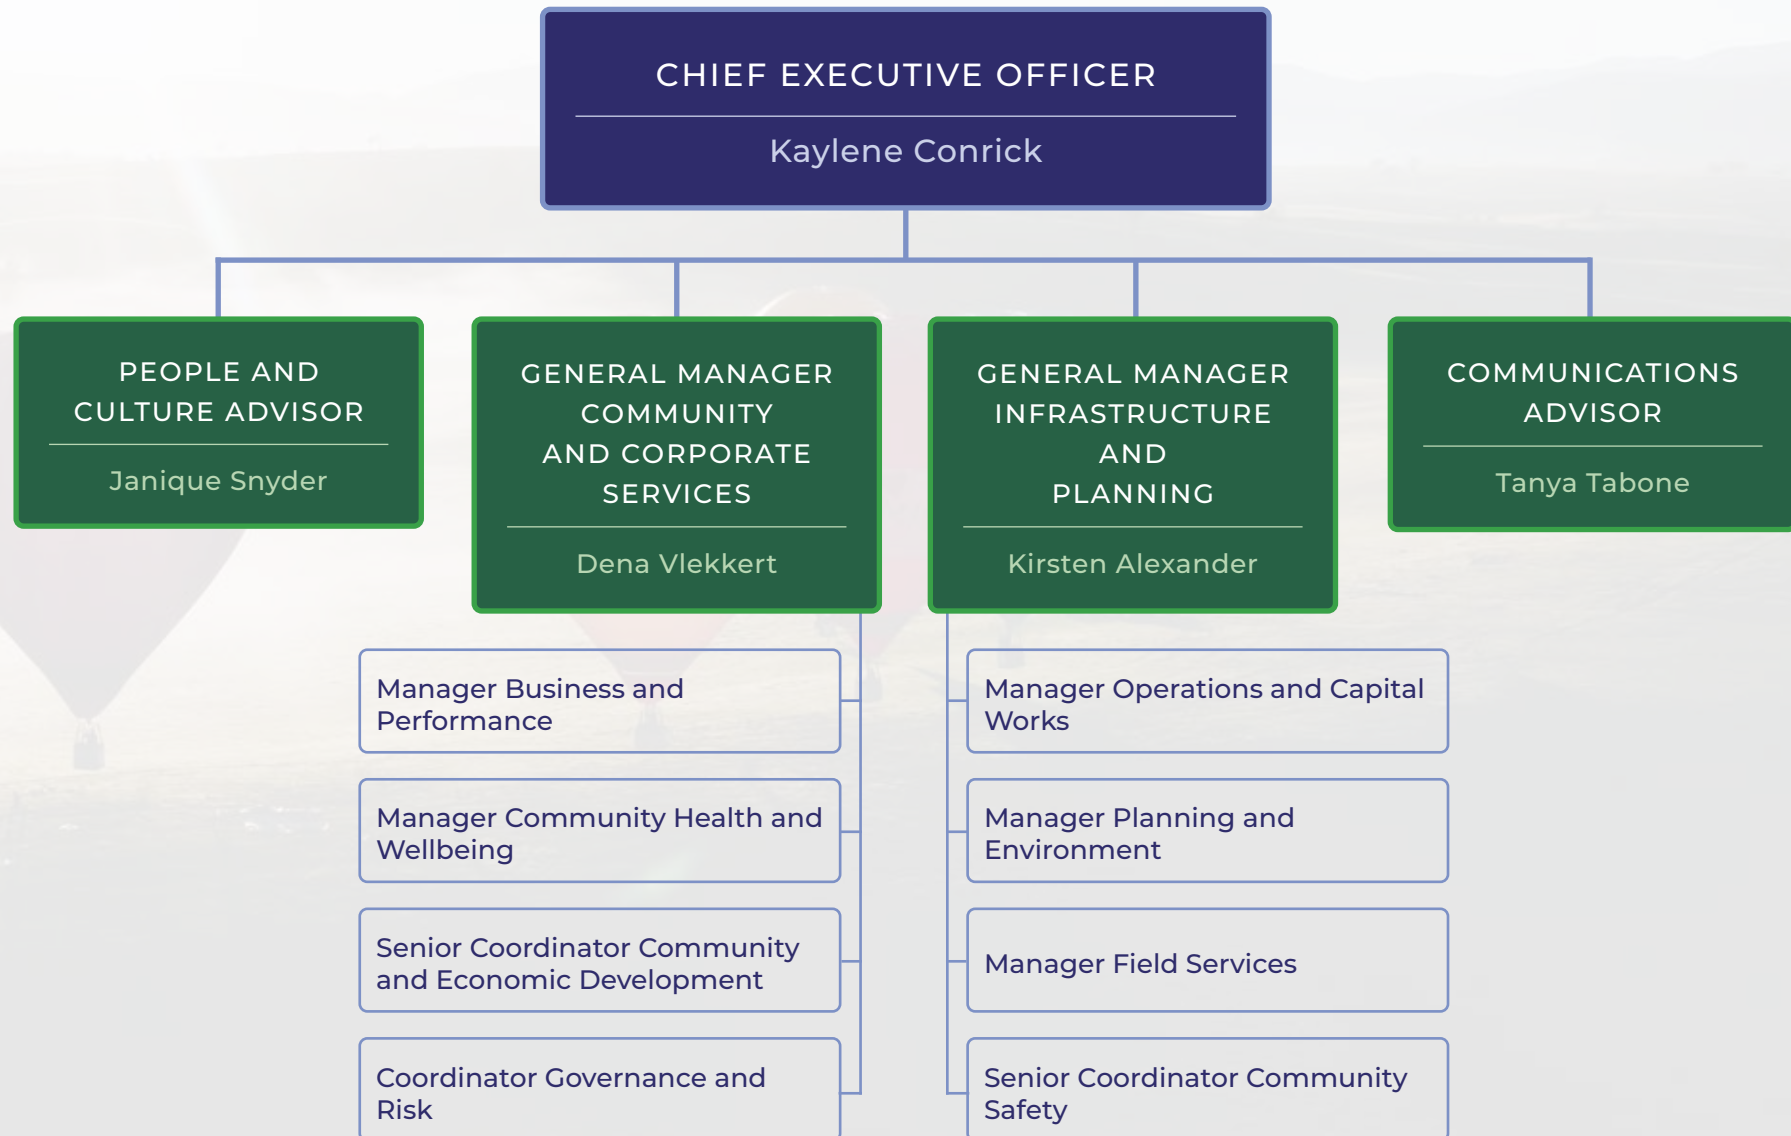 CHIEF EXECUTIVE OFFICER
Kaylene Conrick
PEOPLE AND
CULTURE ADVISOR
Janique Snyder
GENERAL MANAGER
COMMUNITY
AND CORPORATE
SERVICES
Dena Vlekkert
GENERAL MANAGER
INFRASTRUCTURE
AND
PLANNING
Kirsten Alexander
COMMUNICATIONS
ADVISOR
Tanya Tabone
Manager Business and
Performance
Manager Community Health and
Wellbeing
Senior Coordinator Community
and Economic Development
Coordinator Governance and
Risk
Manager Operations and Capital
Works
Manager Planning and
Environment
Manager Field Services
Senior Coordinator Community
Safety